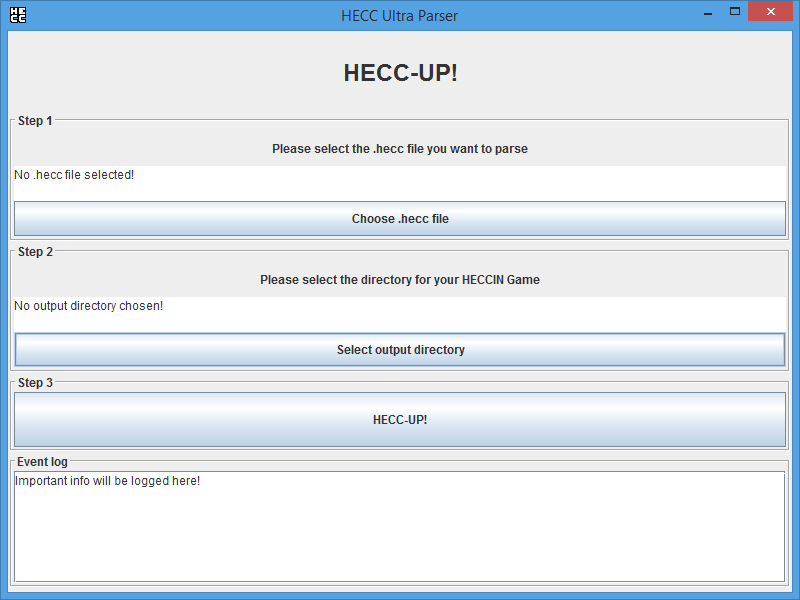 HE
CC
HECC Ultra Parser
HECC-UP!
Step 1
Please select the .hecc file you want to parse
No .hecc file selected!
Choose .hecc file
Step 2
Please select the directory for your HECCIN Game
No output directory chosen!
Select output directory
Step 3
HECC-UP!
Event log
Important info will be logged here!